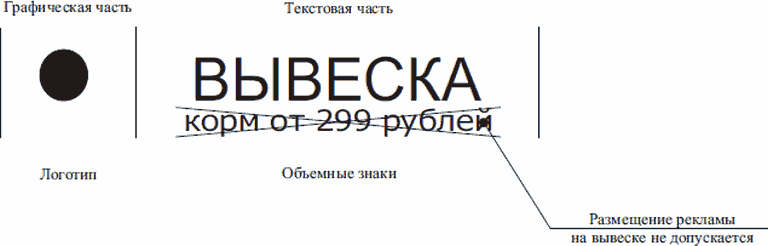 Графическая часть
Текстовая часть
ВЫВЕСКА
корм от 299 рублей
Логотип
Объемные знаки
Размещение рекламы
на вывеске не допускается